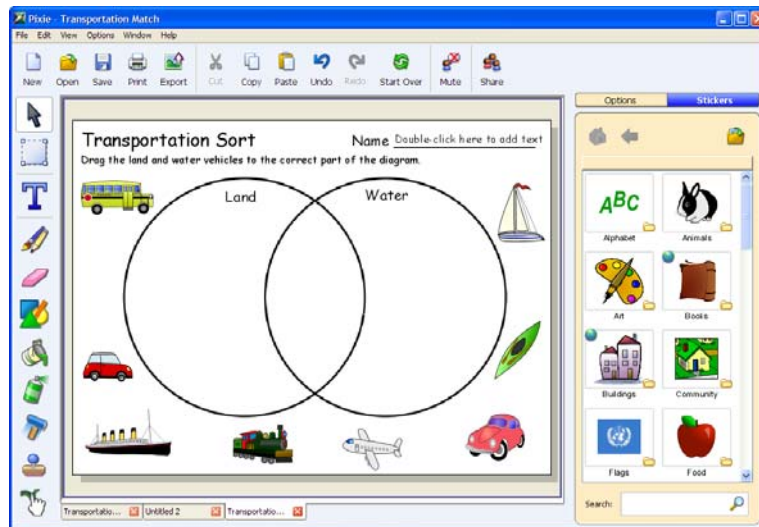 Pixie - Transportation Match
File Edit View Options Window Help
New Open Save Print Export Cut Copy Paste Undo Redo Start Over Mute Share
Options Stickers
Transportation Sort
Name Double-click here to add text
Drag the land and water vehicles to the correct part of the diagram.
Land Water
ABC
Alphabet Animals
Art Books
Buildings Community
Flags Food
Search:
Transportatio... Untitled 2 Transportatio...